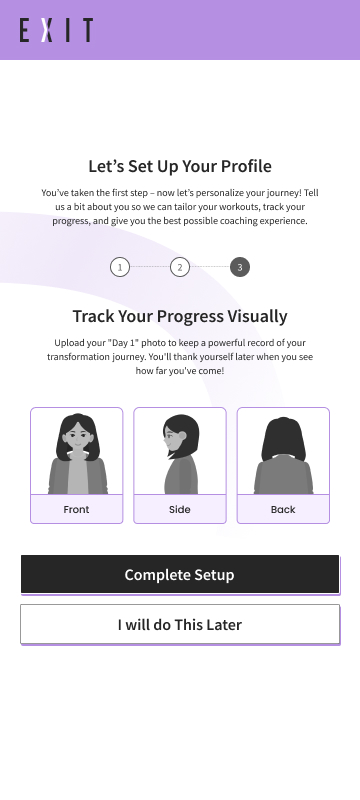 EXIT
Let's Set Up Your Profile
You've taken the first step – now let's personalize your journey! Tell
us a bit about you so we can tailor your workouts, track your
progress, and give you the best possible coaching experience.
1 2 3
Track Your Progress Visually
Upload your "Day 1" photo to keep a powerful record of your
transformation journey. You'll thank yourself later when you see
how far you've come!
Front Side Back
Complete Setup
I will do This Later